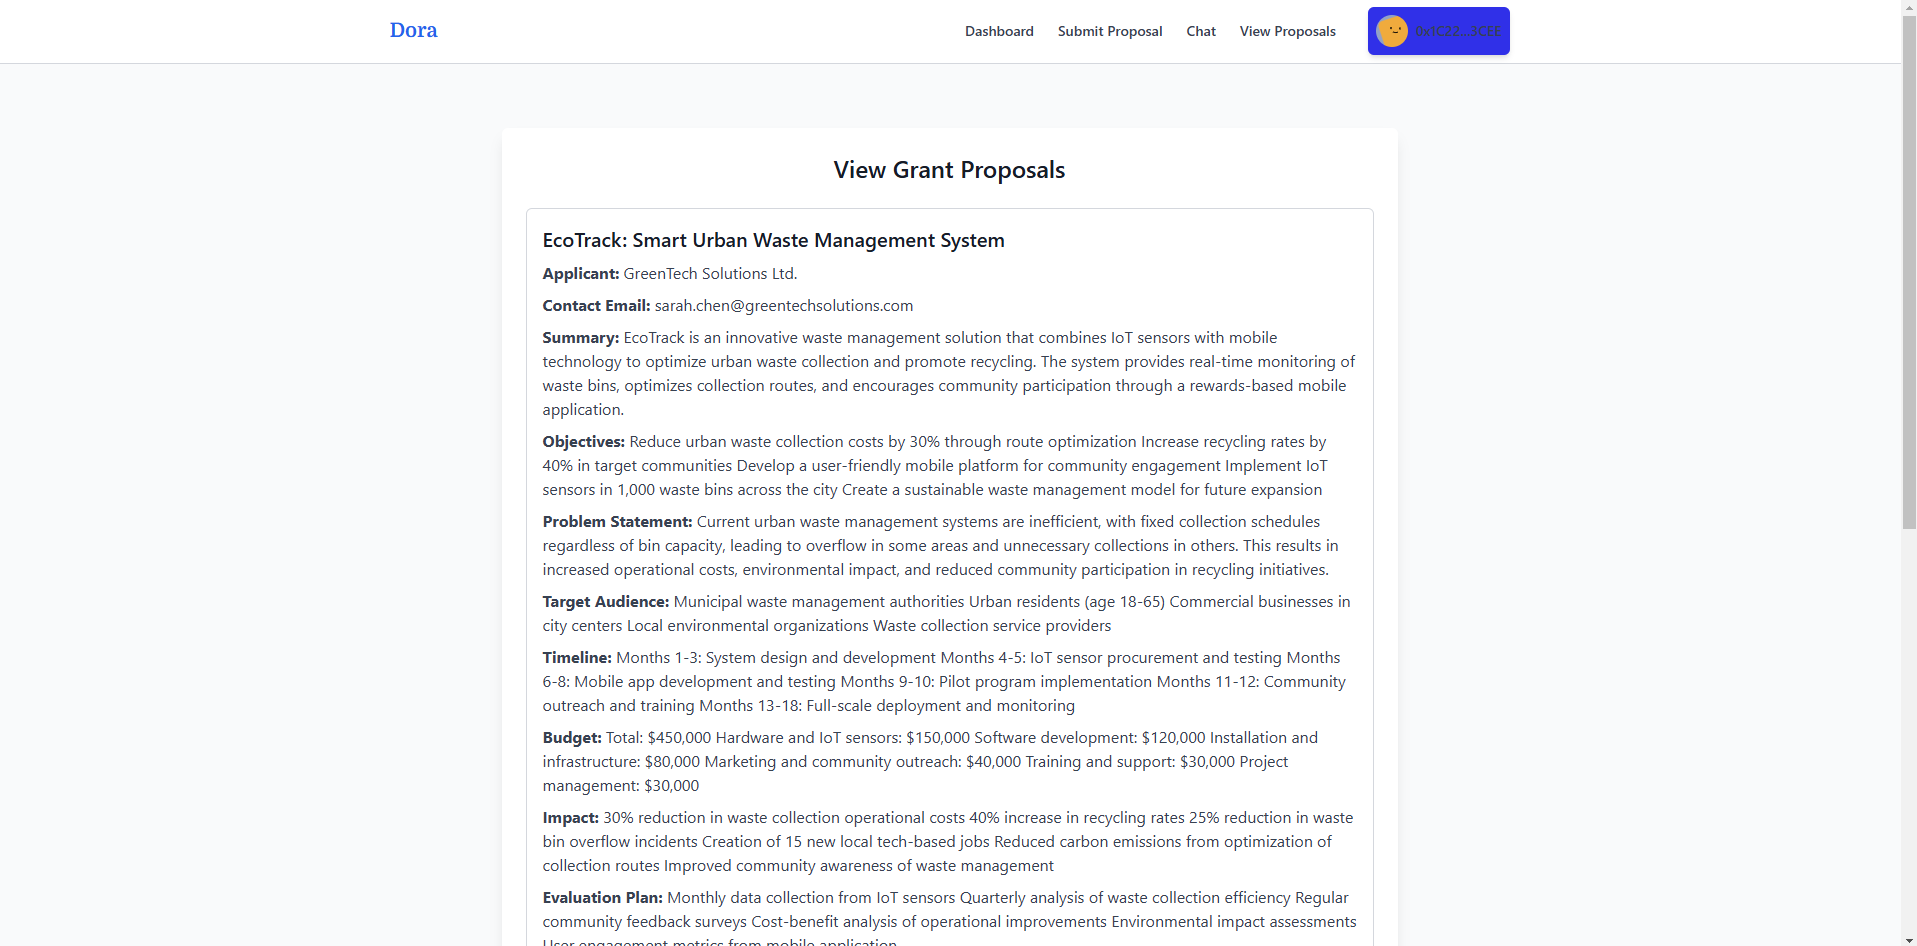 Dora
Dashboard Submit Proposal Chat View Proposals
View Grant Proposals
EcoTrack: Smart Urban Waste Management System
Applicant: GreenTech Solutions Ltd.
Contact Email: sarah.chen@greentechsolutions.com
Summary: EcoTrack is an innovative waste management solution that combines IoT sensors with mobile
technology to optimize urban waste collection and promote recycling. The system provides real-time monitoring of
waste bins, optimizes collection routes, and encourages community participation through a rewards-based mobile
application.
Objectives: Reduce urban waste collection costs by 30% through route optimization Increase recycling rates by
40% in target communities Develop a user-friendly mobile platform for community engagement Implement IoT
sensors in 1,000 waste bins across the city Create a sustainable waste management model for future expansion
Problem Statement: Current urban waste management systems are inefficient, with fixed collection schedules
regardless of bin capacity, leading to overflow in some areas and unnecessary collections in others. This results in
increased operational costs, environmental impact, and reduced community participation in recycling initiatives.
Target Audience: Municipal waste management authorities Urban residents (age 18-65) Commercial businesses in
city centers Local environmental organizations Waste collection service providers
Timeline: Months 1-3: System design and development Months 4-5: IoT sensor procurement and testing Months
6-8: Mobile app development and testing Months 9-10: Pilot program implementation Months 11-12: Community
outreach and training Months 13-18: Full-scale deployment and monitoring
Budget: Total: $450,000 Hardware and IoT sensors: $150,000 Software development: $120,000 Installation and
infrastructure: $80,000 Marketing and community outreach: $40,000 Training and support: $30,000 Project
management: $30,000
Impact: 30% reduction in waste collection operational costs 40% increase in recycling rates 25% reduction in waste
bin overflow incidents Creation of 15 new local tech-based jobs Reduced carbon emissions from optimization of
collection routes Improved community awareness of waste management
Evaluation Plan: Monthly data collection from IoT sensors Quarterly analysis of waste collection efficiency Regular
community feedback surveys Cost-benefit analysis of operational improvements Environmental impact assessments
User engagement metrics from mobile application